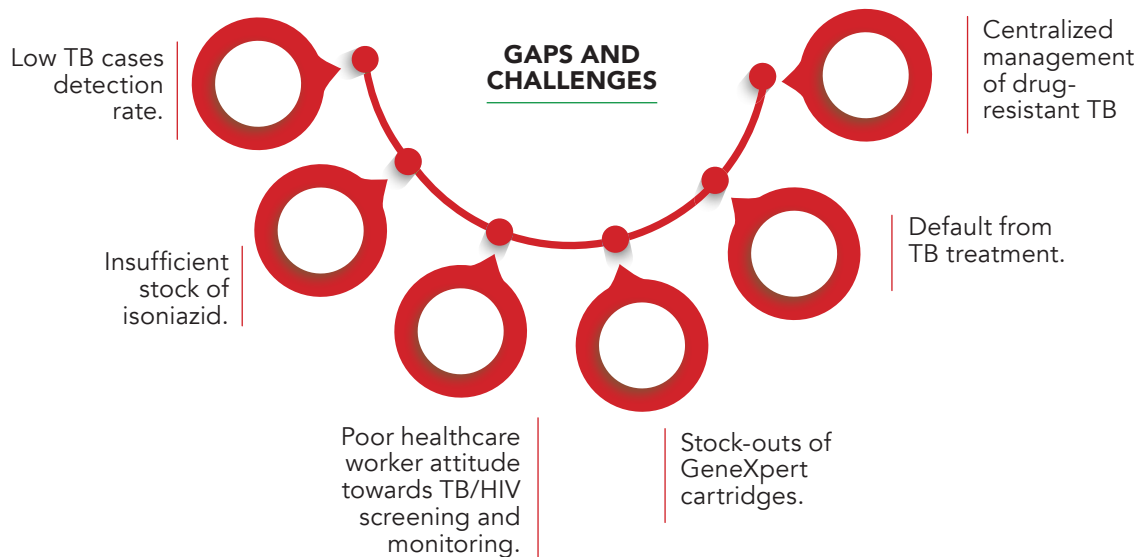 GAPS AND
CHALLENGES
Low TB cases
detection
rate.
Insufficient
stock of
isoniazid.
Poor healthcare
worker attitude
towards TB/HIV
screening and
monitoring.
Stock-outs of
GeneXpert
cartridges.
Default from
TB treatment.
Centralized
management
of drug-
resistant TB